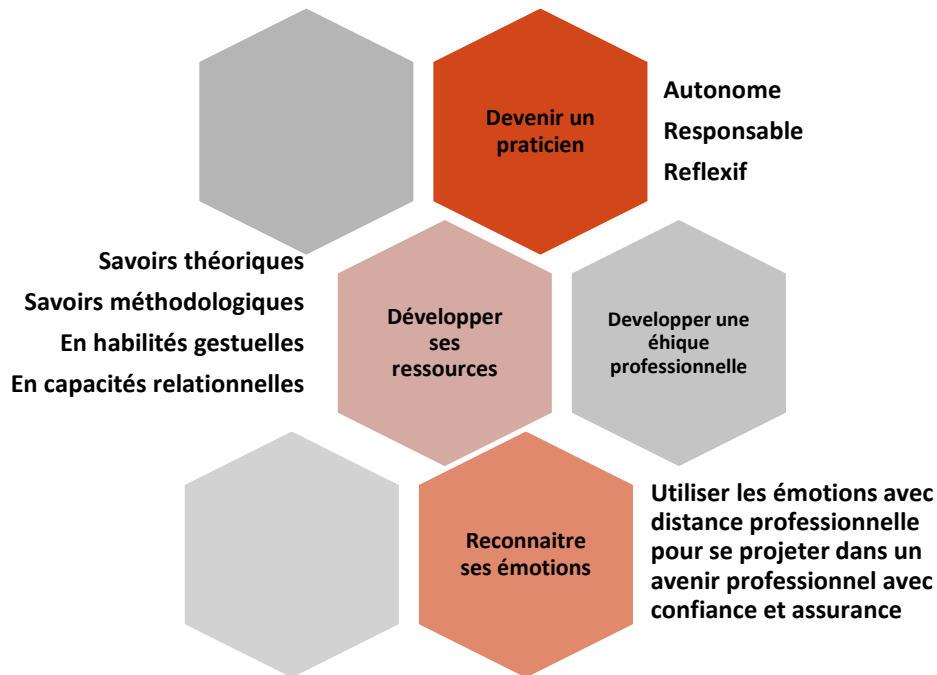 Devenir un
praticien
Autonome
Responsable
Reflexif
Savoirs théoriques
Savoirs méthodologiques
En habilités gestuelles
En capacités relationnelles
Développer
ses
ressources
Developper une
éhique
professionnelle
Reconnaitre
ses émotions
Utiliser les émotions avec
distance professionnelle
pour se projeter dans un
avenir professionnel avec
confiance et assurance